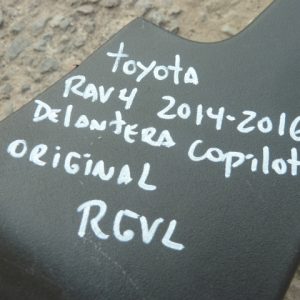 toyota
RAV4 2014-2016
DElANtERA copilot
ORIGINAL
RGVL